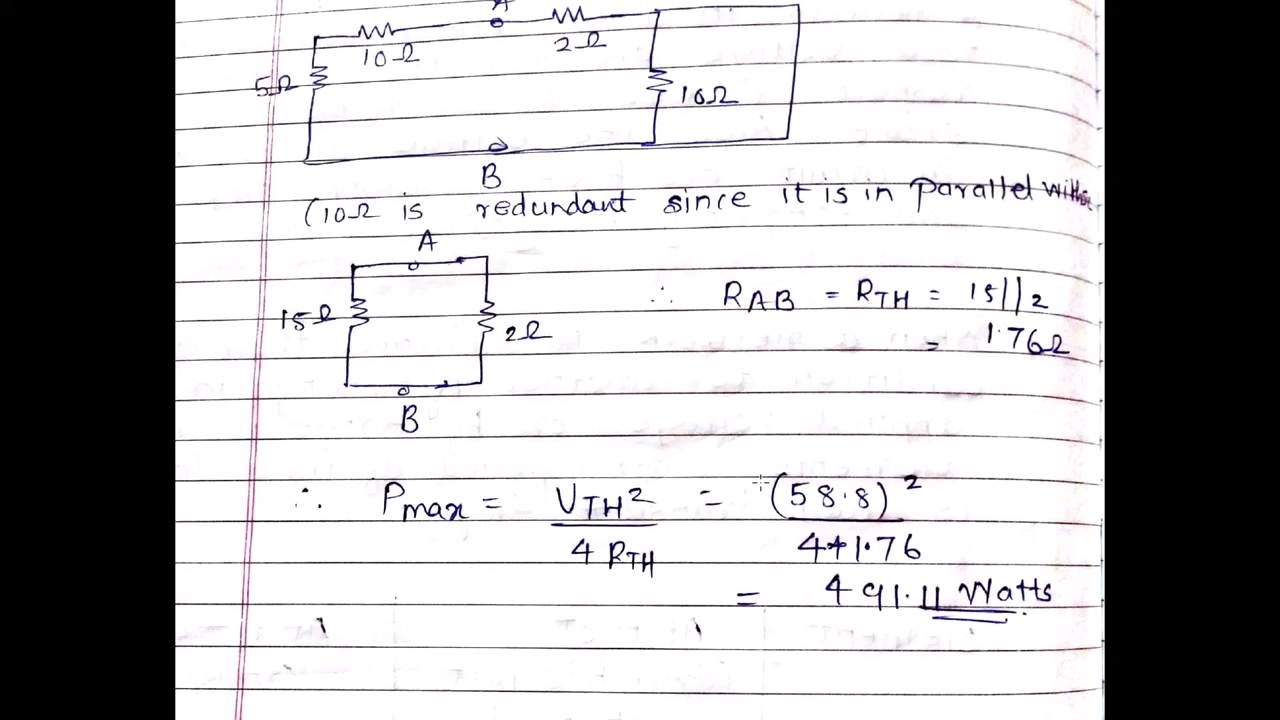 10Ω
2Ω
5Ω
10Ω
B
(10Ω is redundant since it is in parallel
A
15Ω
2Ω
∴ RAB = RTH = 15||2
= 1.76Ω
B
∴ Pmax = VTH² = (58.8)²
4 RTH
4*1.76
= 491.11 Watts